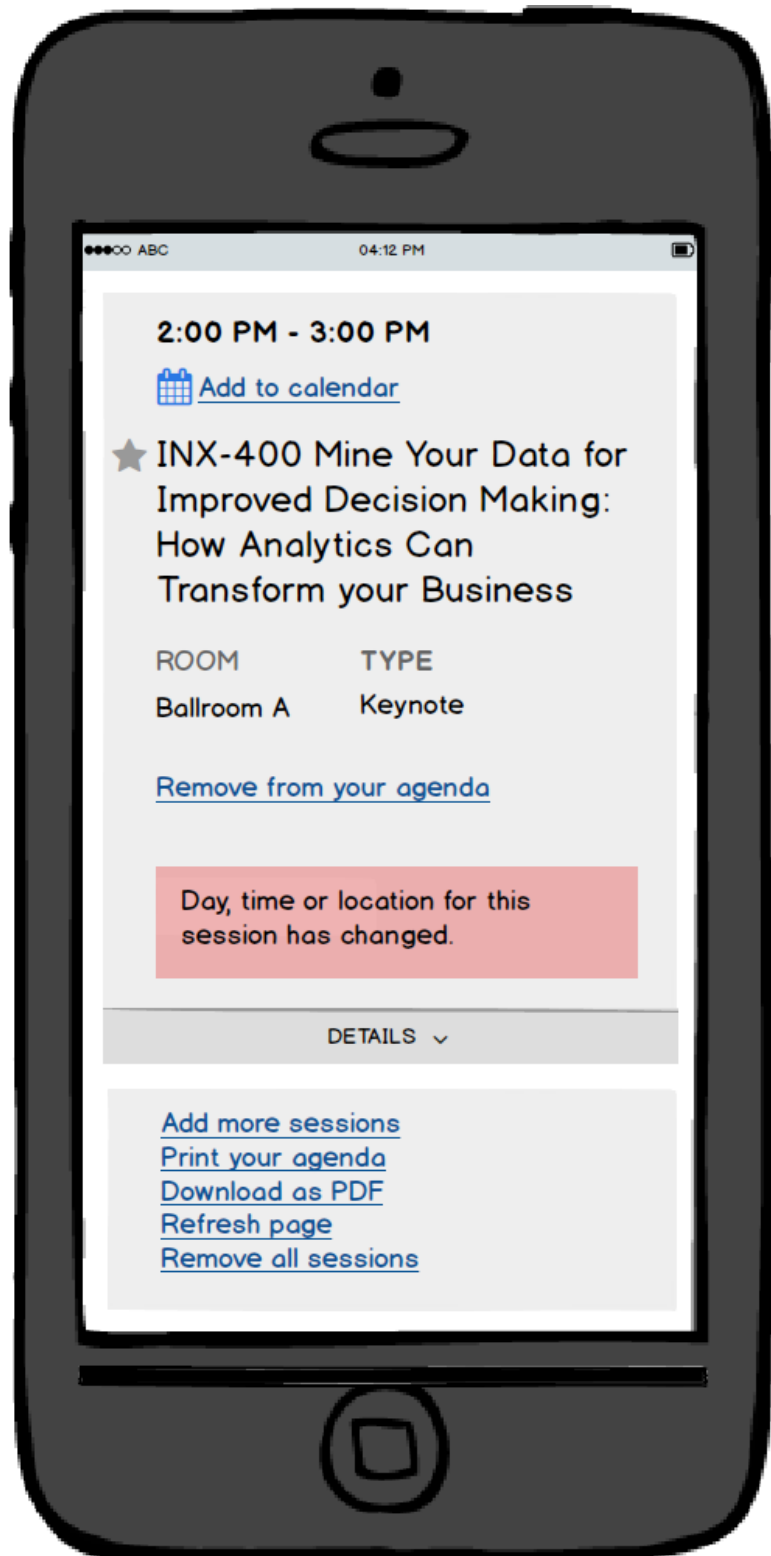 ABC 04:12 PM
2:00 PM - 3:00 PM
Add to calendar
INX-400 Mine Your Data for
Improved Decision Making:
How Analytics Can
Transform your Business
ROOM TYPE
Ballroom A Keynote
Remove from your agenda
Day, time or location for this
session has changed.
DETAILS
Add more sessions
Print your agenda
Download as PDF
Refresh page
Remove all sessions